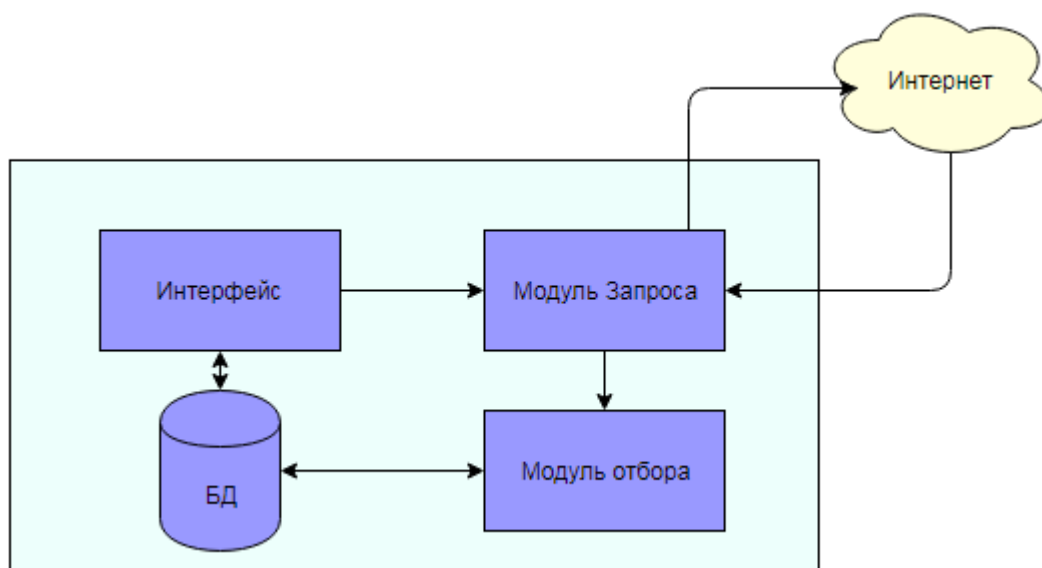 Интернет
Интерфейс
Модуль Запроса
БД
Модуль отбора